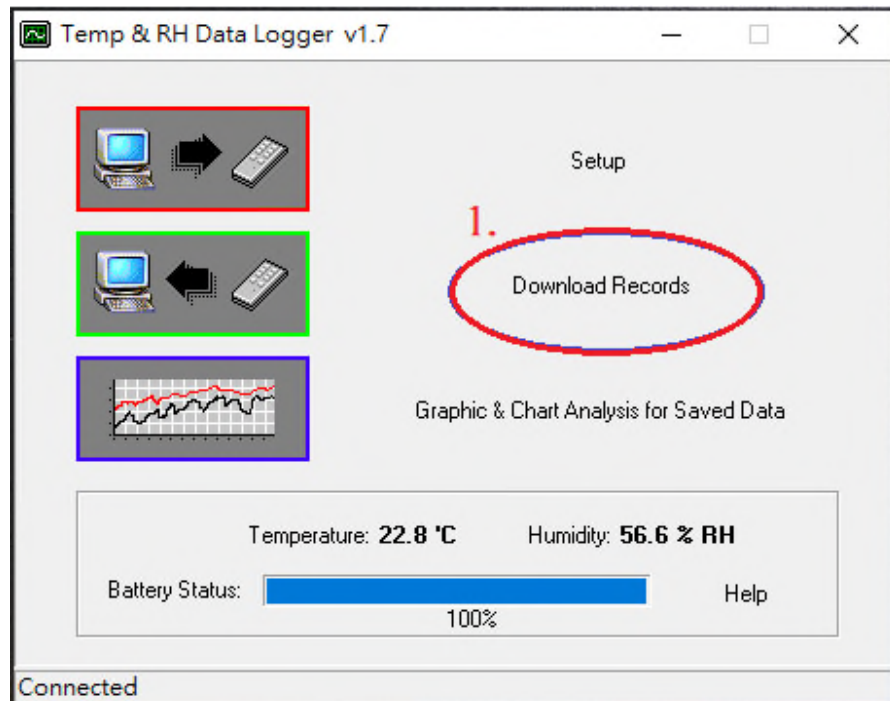 Temp & RH Data Logger v1.7
Setup
1.
Download Records
Graphic & Chart Analysis for Saved Data
Temperature: 22.8 'C Humidity: 56.6 % RH
Battery Status:
100%
Help
Connected